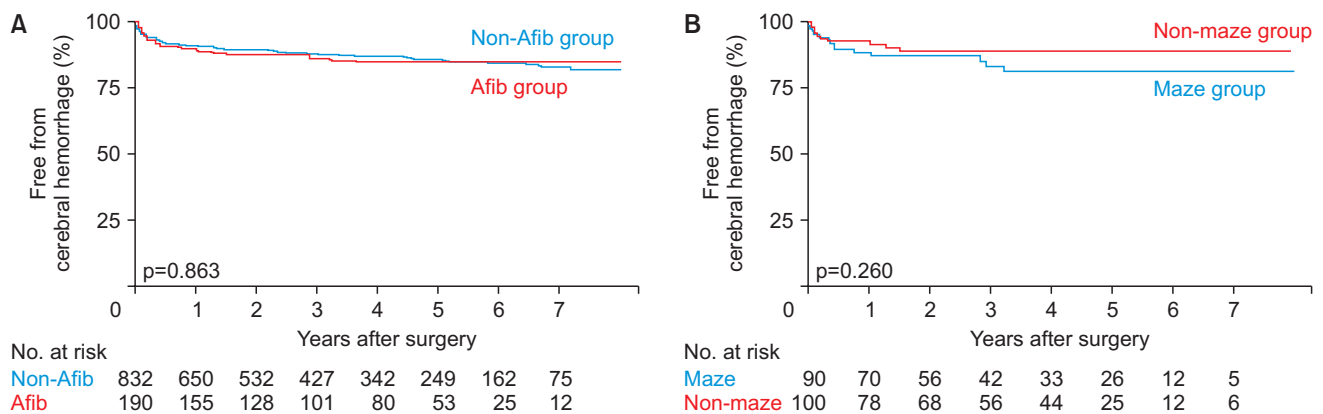 A
Free from
cerebral hemorrhage (%)
100
75
50
25
Non-Afib group
Afib group
p=0.863
0 1 2 3 4 5 6 7
Years after surgery
No. at risk
Non-Afib 832 650 532 427 342 249 162 75
Afib 190 155 128 101 80 53 25 12
B
Free from
cerebral hemorrhage (%)
100
75
50
25
Non-maze group
Maze group
p=0.260
0 1 2 3 4 5 6 7
Years after surgery
No. at risk
Maze 90 70 56 42 33 26 12 5
Non-maze 100 78 68 56 44 25 12 6